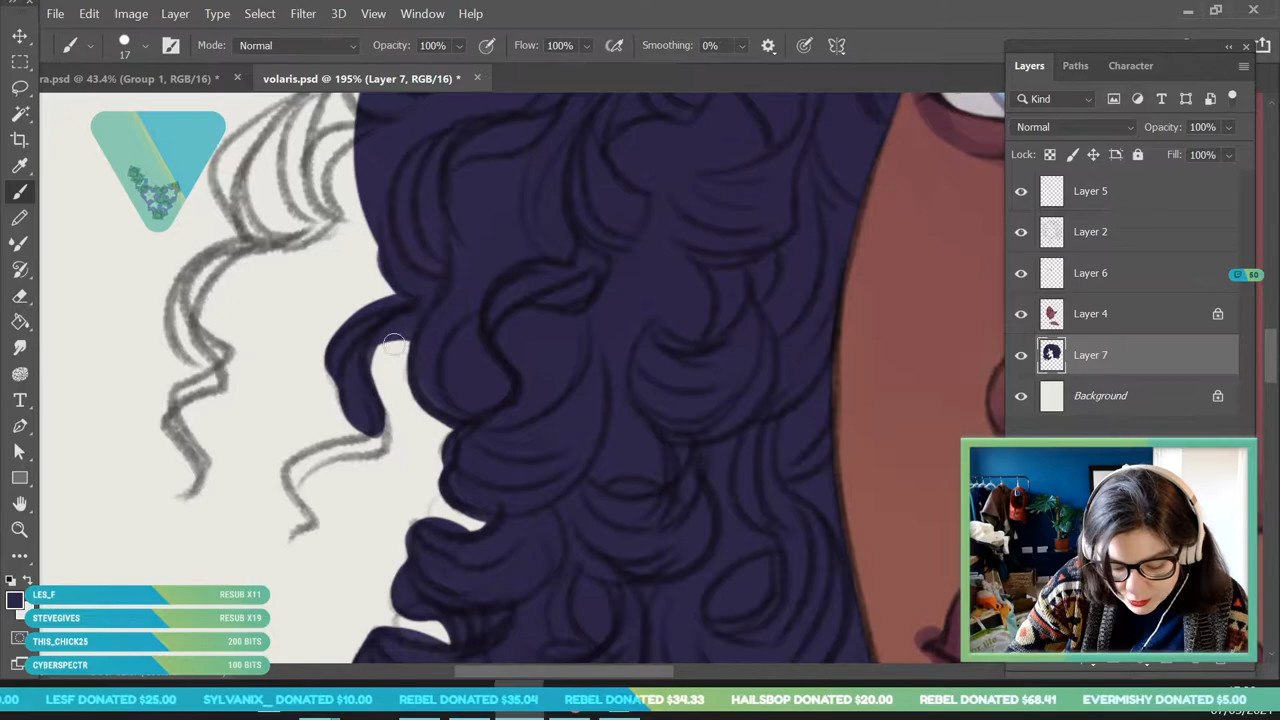 File Edit Image Layer Type Select Filter 3D View Window Help
17 Mode: Normal Opacity: 100% Flow: 100% Smoothing: 0%
ra.psd @ 43.4% (Group 1, RGB/16) * volaris.psd @ 195% (Layer 7, RGB/16) *
Layers Paths Character
Kind
Normal Opacity: 100%
Lock: Fill: 100%
Layer 5
Layer 2
Layer 6
50
Layer 4
Layer 7
Background
LES_F RESUB X11
STEVEGIVES RESUB X19
THIS_CHICK25 200 BITS
CYBERSPECTR 100 BITS
0.00 LESF DONATED $25.00 SYLVANIX_ DONATED $10.00 REBEL DONATED $35.04 REBEL DONATED $34.33 HAILSBOP DONATED $20.00 REBEL DONATED $68.41 EVERMISHY DONATED $5.00